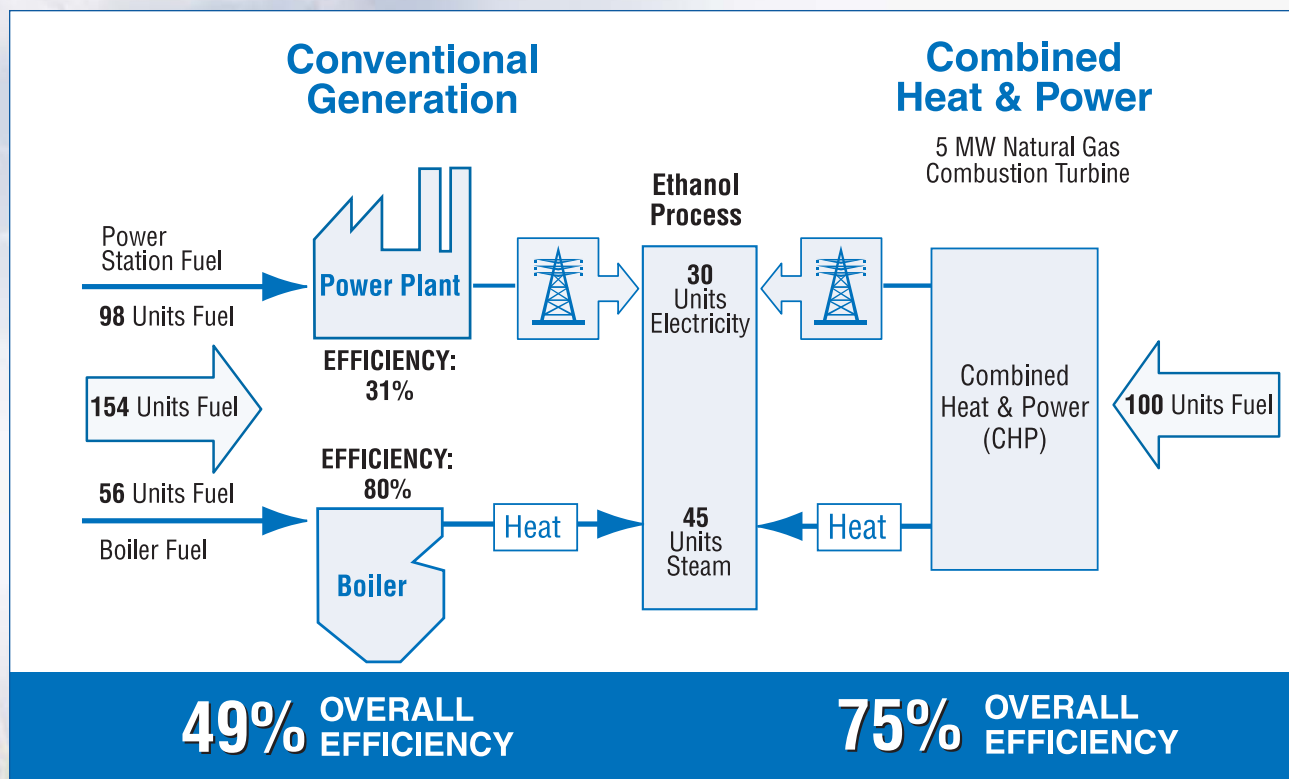 Conventional
Generation
Combined
Heat & Power
5 MW Natural Gas
Combustion Turbine
Ethanol
Process
Power
Station Fuel
98 Units Fuel
Power Plant
EFFICIENCY:
31%
30
Units
Electricity
154 Units Fuel
Combined
Heat & Power
(CHP)
100 Units Fuel
EFFICIENCY:
80%
56 Units Fuel
Boiler Fuel
Heat
45
Units
Steam
Heat
Boiler
49% OVERALL
EFFICIENCY
75% OVERALL
EFFICIENCY